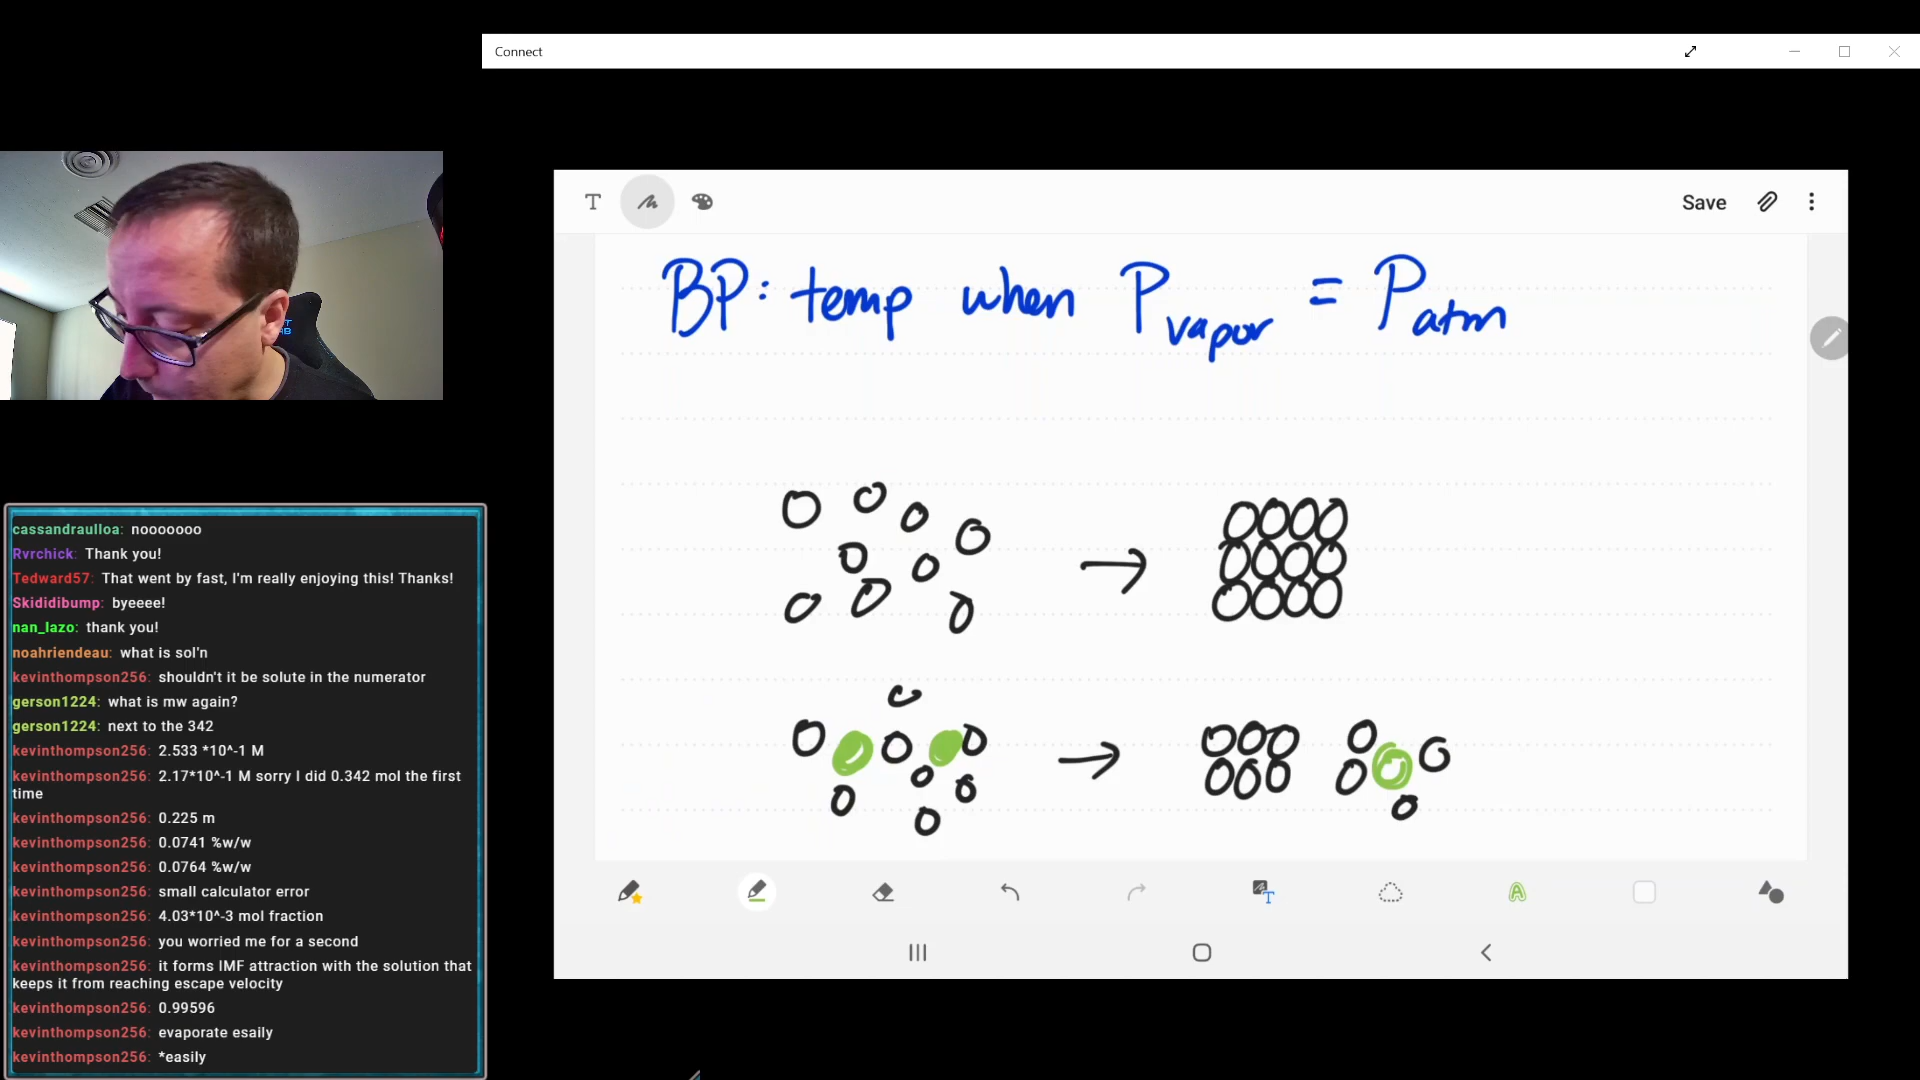 Connect
T
Save
BP: temp when Pvapor = Patm
cassandraulloa: nooooooo
Rvrchick: Thank you!
Tedward57: That went by fast, I'm really enjoying this! Thanks!
Skididibump: byeeee!
nan_lazo: thank you!
noahriendeau: what is sol'n
kevinthompson256: shouldn't it be solute in the numerator
gerson1224: what is mw again?
gerson1224: next to the 342
kevinthompson256: 2.533 *10^-1 M
kevinthompson256: 2.17*10^-1 M sorry I did 0.342 mol the first
time
kevinthompson256: 0.225 m
kevinthompson256: 0.0741 %w/w
kevinthompson256: 0.0764 %w/w
kevinthompson256: small calculator error
kevinthompson256: 4.03*10^-3 mol fraction
kevinthompson256: you worried me for a second
kevinthompson256: it forms IMF attraction with the solution that
keeps it from reaching escape velocity
kevinthompson256: 0.99596
kevinthompson256: evaporate esaily
kevinthompson256: *easily